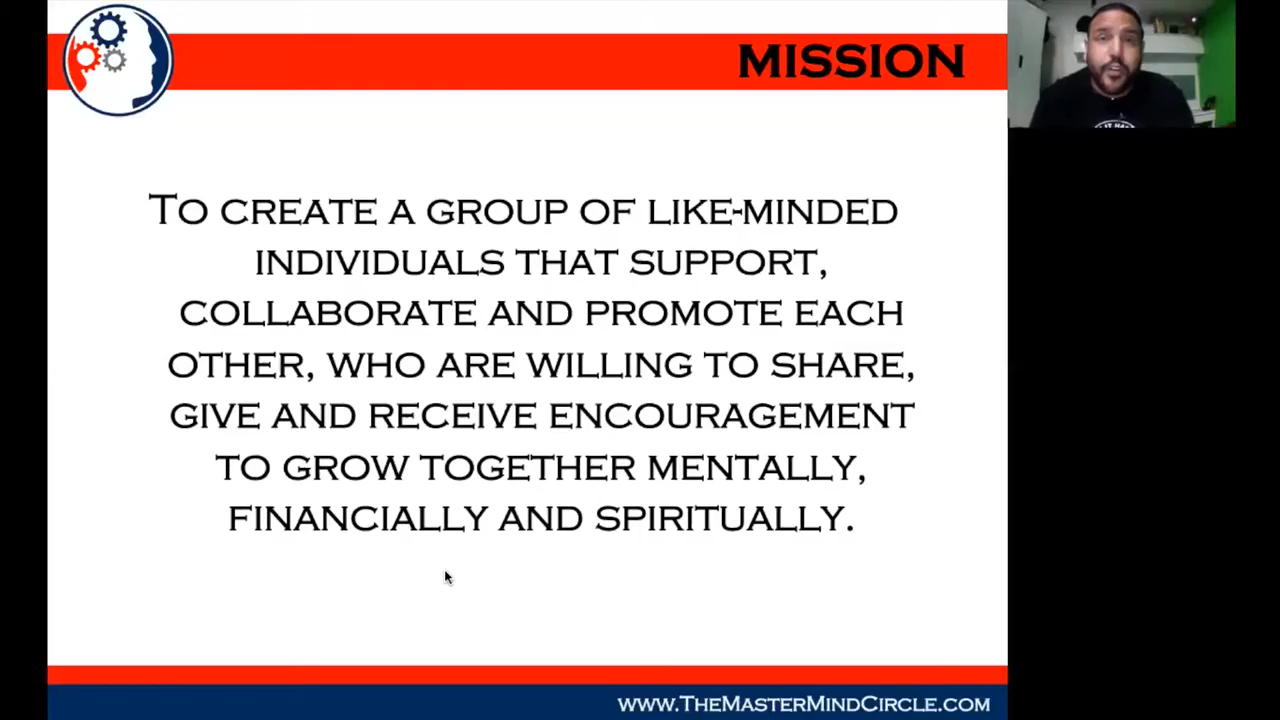 MISSION
To create a group of like-minded
individuals that support,
collaborate and promote each
other, who are willing to share,
give and receive encouragement
to grow together mentally,
financially and spiritually.
www.TheMasterMindCircle.com